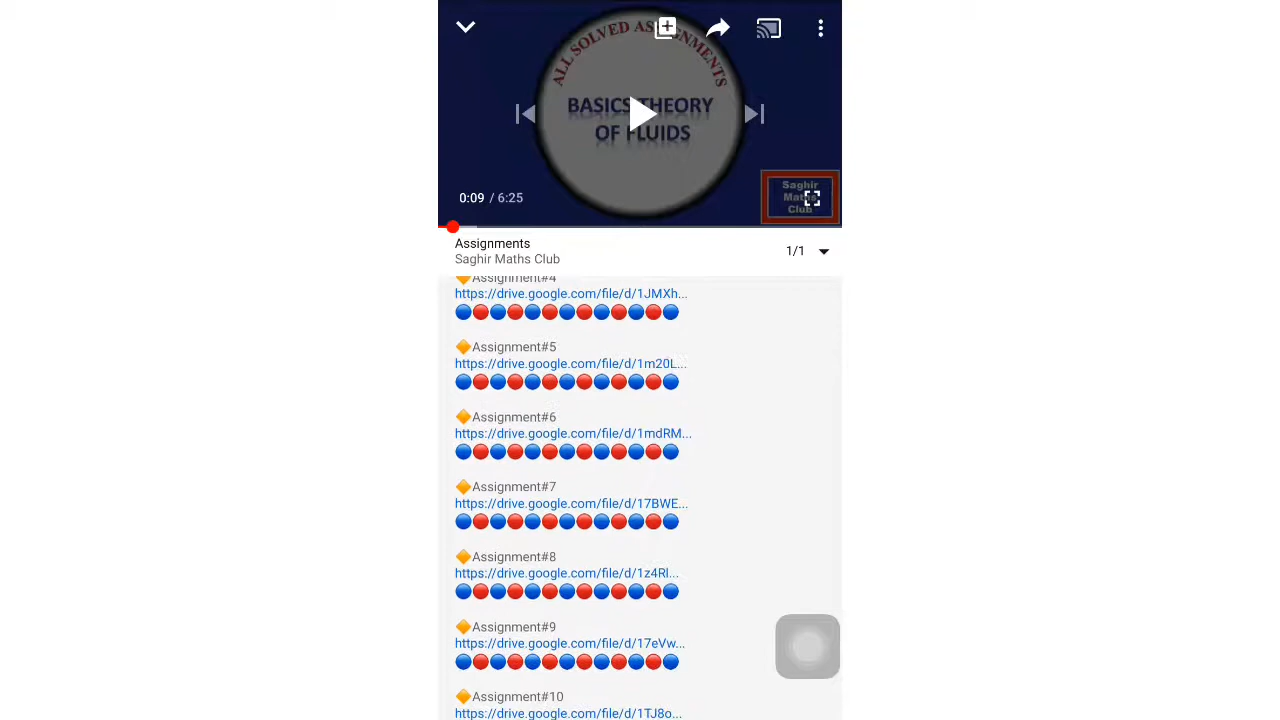 ALL SOLVED ASSIGNMENTS
BASICS THEORY
OF FLUIDS
0:09 / 6:25
Saghir
Maths
Club
Assignments
1/1
Saghir Maths Club
Assignment#4
https://drive.google.com/file/d/1JMXh...
Assignment#5
https://drive.google.com/file/d/1m20L...
Assignment#6
https://drive.google.com/file/d/1mdRM...
Assignment#7
https://drive.google.com/file/d/17BWE...
Assignment#8
https://drive.google.com/file/d/1z4Rl...
Assignment#9
https://drive.google.com/file/d/17eVw...
Assignment#10
https://drive.google.com/file/d/1TJ8o...